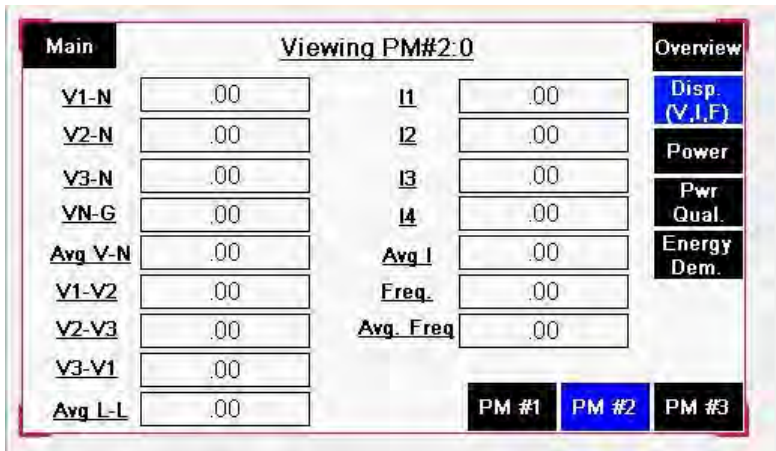 Main Viewing PM#2:0 Overview
V1-N .00 I1 .00 Disp.
(V,I,F)
V2-N .00 I2 .00 Power
V3-N .00 I3 .00 Pwr
Qual.
VN-G .00 I4 .00
Avg V-N .00 Avg I .00 Energy
Dem.
V1-V2 .00 Freq. .00
V2-V3 .00 Avg. Freq .00
V3-V1 .00
Avg L-L .00 PM #1 PM #2 PM #3